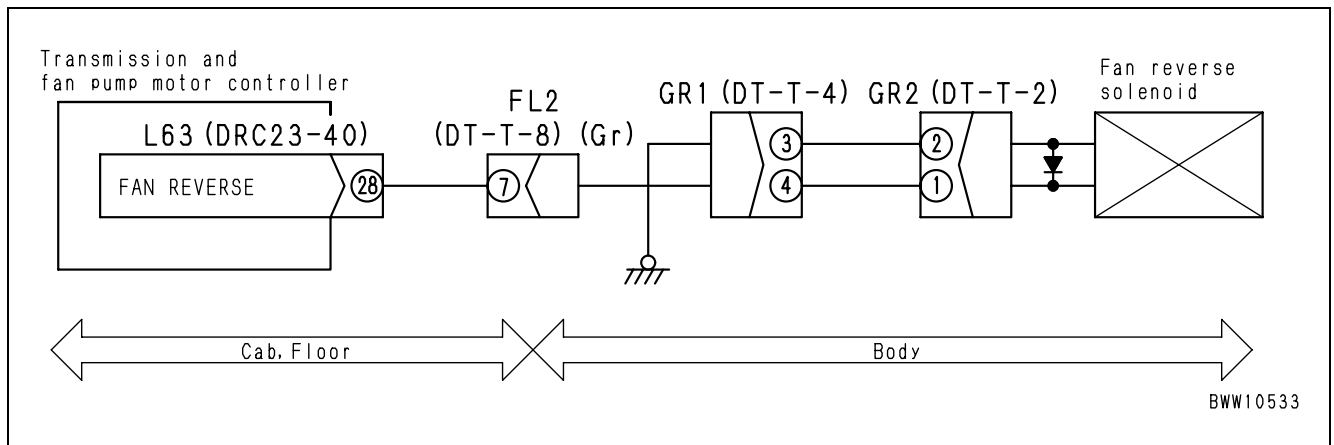 Transmission and
fan pump motor controller
L63 (DRC23-40)
FAN REVERSE
28
FL2
(DT-T-8) (Gr)
7
GR1 (DT-T-4)
3
4
GR2 (DT-T-2)
2
1
Fan reverse
solenoid
Cab, Floor
Body
BWW10533